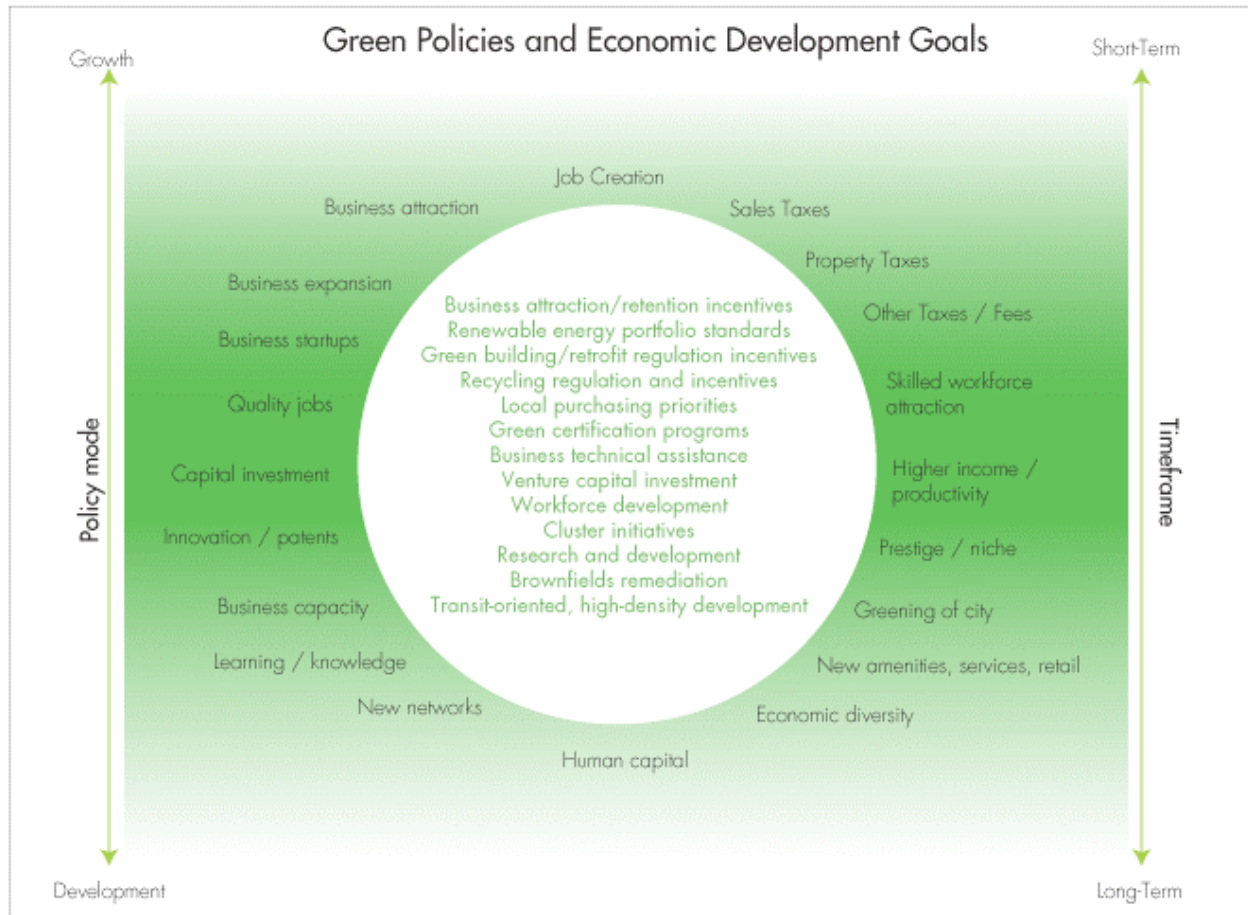 Green Policies and Economic Development Goals
Growth
Short-Term
Job Creation
Business attraction
Sales Taxes
Property Taxes
Business expansion
Other Taxes / Fees
Business startups
Skilled workforce
attraction
Quality jobs
Capital investment
Higher income /
productivity
Innovation / patents
Prestige / niche
Business capacity
Greening of city
Learning / knowledge
New amenities, services, retail
New networks
Economic diversity
Human capital
Business attraction/retention incentives
Renewable energy portfolio standards
Green building/retrofit regulation incentives
Recycling regulation and incentives
Local purchasing priorities
Green certification programs
Business technical assistance
Venture capital investment
Workforce development
Cluster initiatives
Research and development
Brownfields remediation
Transit-oriented, high-density development
Policy mode
Timeframe
Development
Long-Term